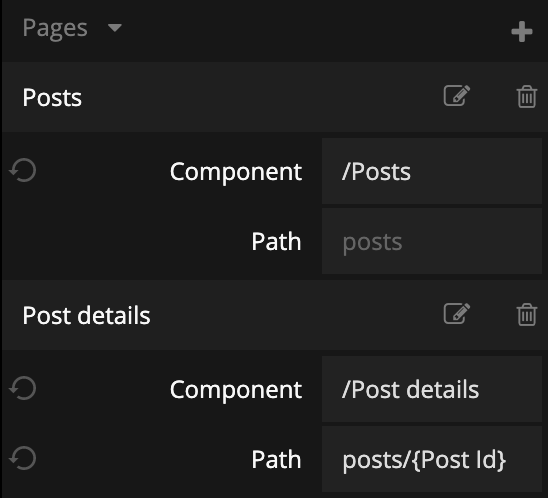 Pages
Posts
Component /Posts
Path posts
Post details
Component /Post details
Path posts/{Post Id}